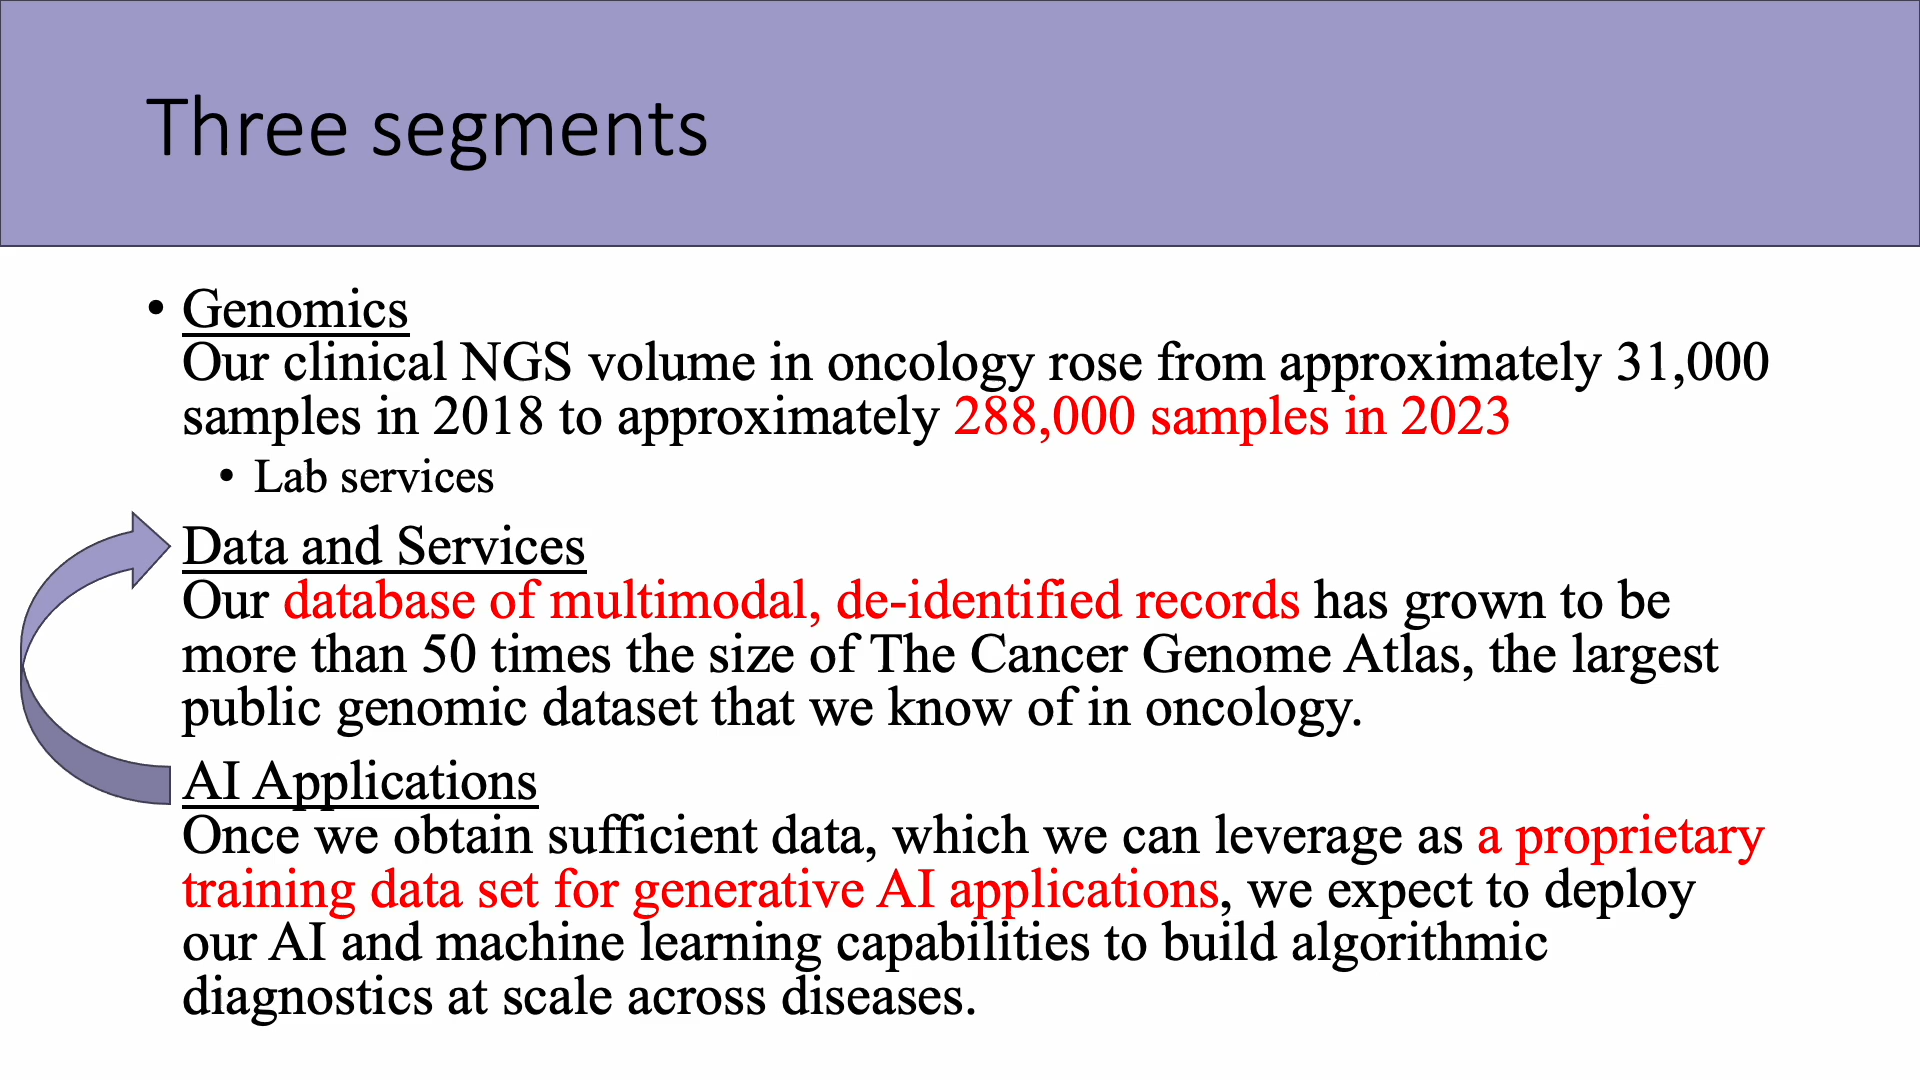 Three segments
• Genomics
Our clinical NGS volume in oncology rose from approximately 31,000
samples in 2018 to approximately 288,000 samples in 2023
• Lab services
Data and Services
Our database of multimodal, de-identified records has grown to be
more than 50 times the size of The Cancer Genome Atlas, the largest
public genomic dataset that we know of in oncology.
AI Applications
Once we obtain sufficient data, which we can leverage as a proprietary
training data set for generative AI applications, we expect to deploy
our AI and machine learning capabilities to build algorithmic
diagnostics at scale across diseases.